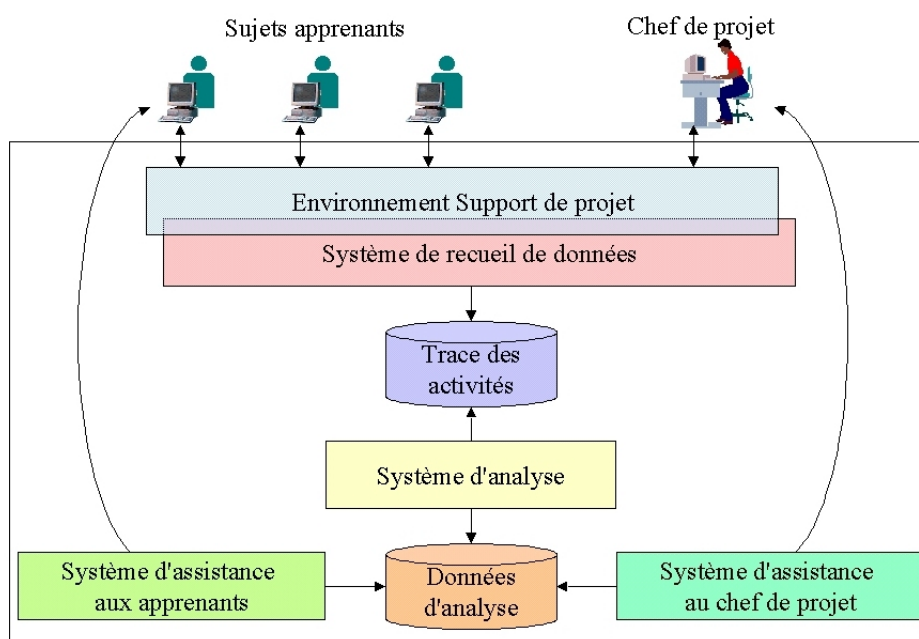 Sujets apprenants
Chef de projet
Environnement Support de projet
Système de recueil de données
Trace des
activités
Système d'analyse
Système d'assistance
aux apprenants
Données
d'analyse
Système d'assistance
au chef de projet